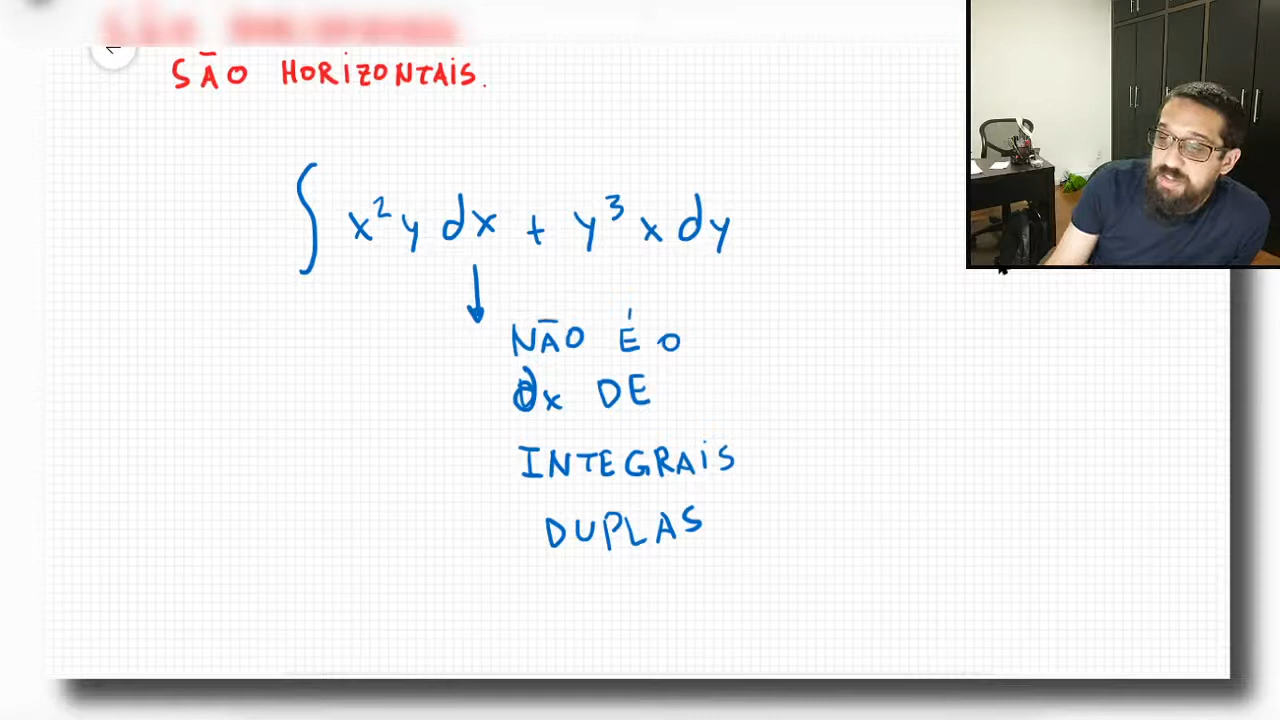 SÃO HORIZONTAIS.
∫ x²y dx + y³x dy
NÃO É O
dx DE
INTEGRAIS
DUPLAS